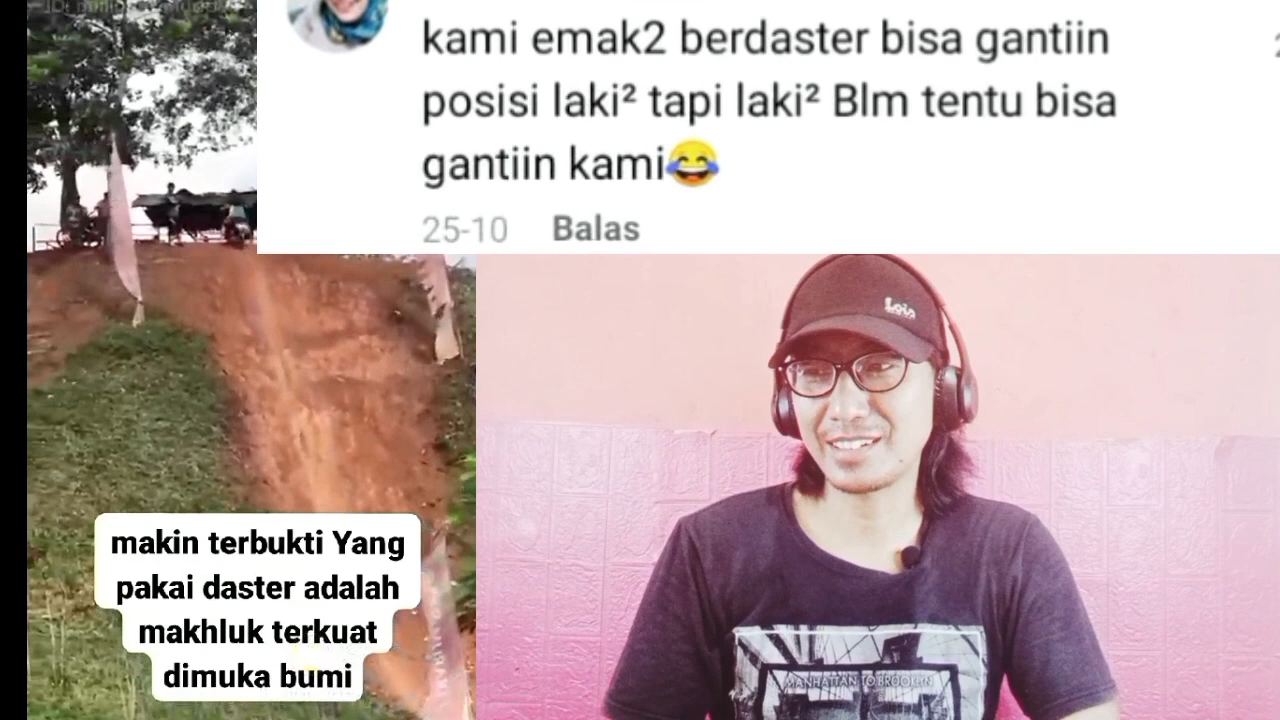 kami emak2 berdaster bisa gantiin
posisi laki² tapi laki² Blm tentu bisa
gantiin kami😂
25-10 Balas
Lois
makin terbukti Yang
pakai daster adalah
makhluk terkuat
dimuka bumi
MANHATTAN TO BROOKLYN